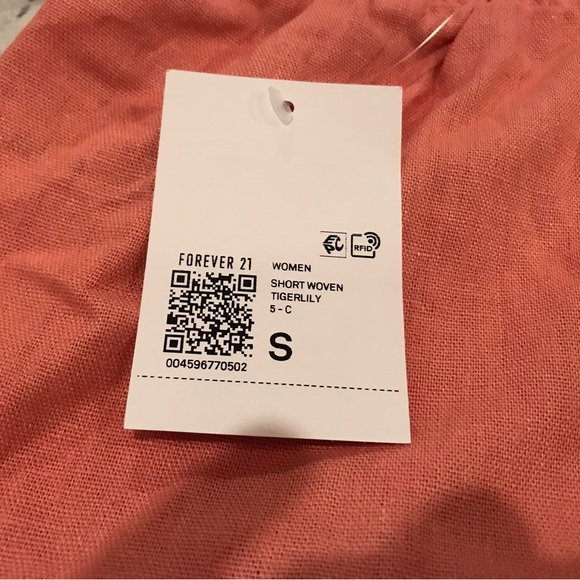 RFID
FOREVER 21
WOMEN
SHORT WOVEN
TIGERLILY
5 - C
S
004596770502